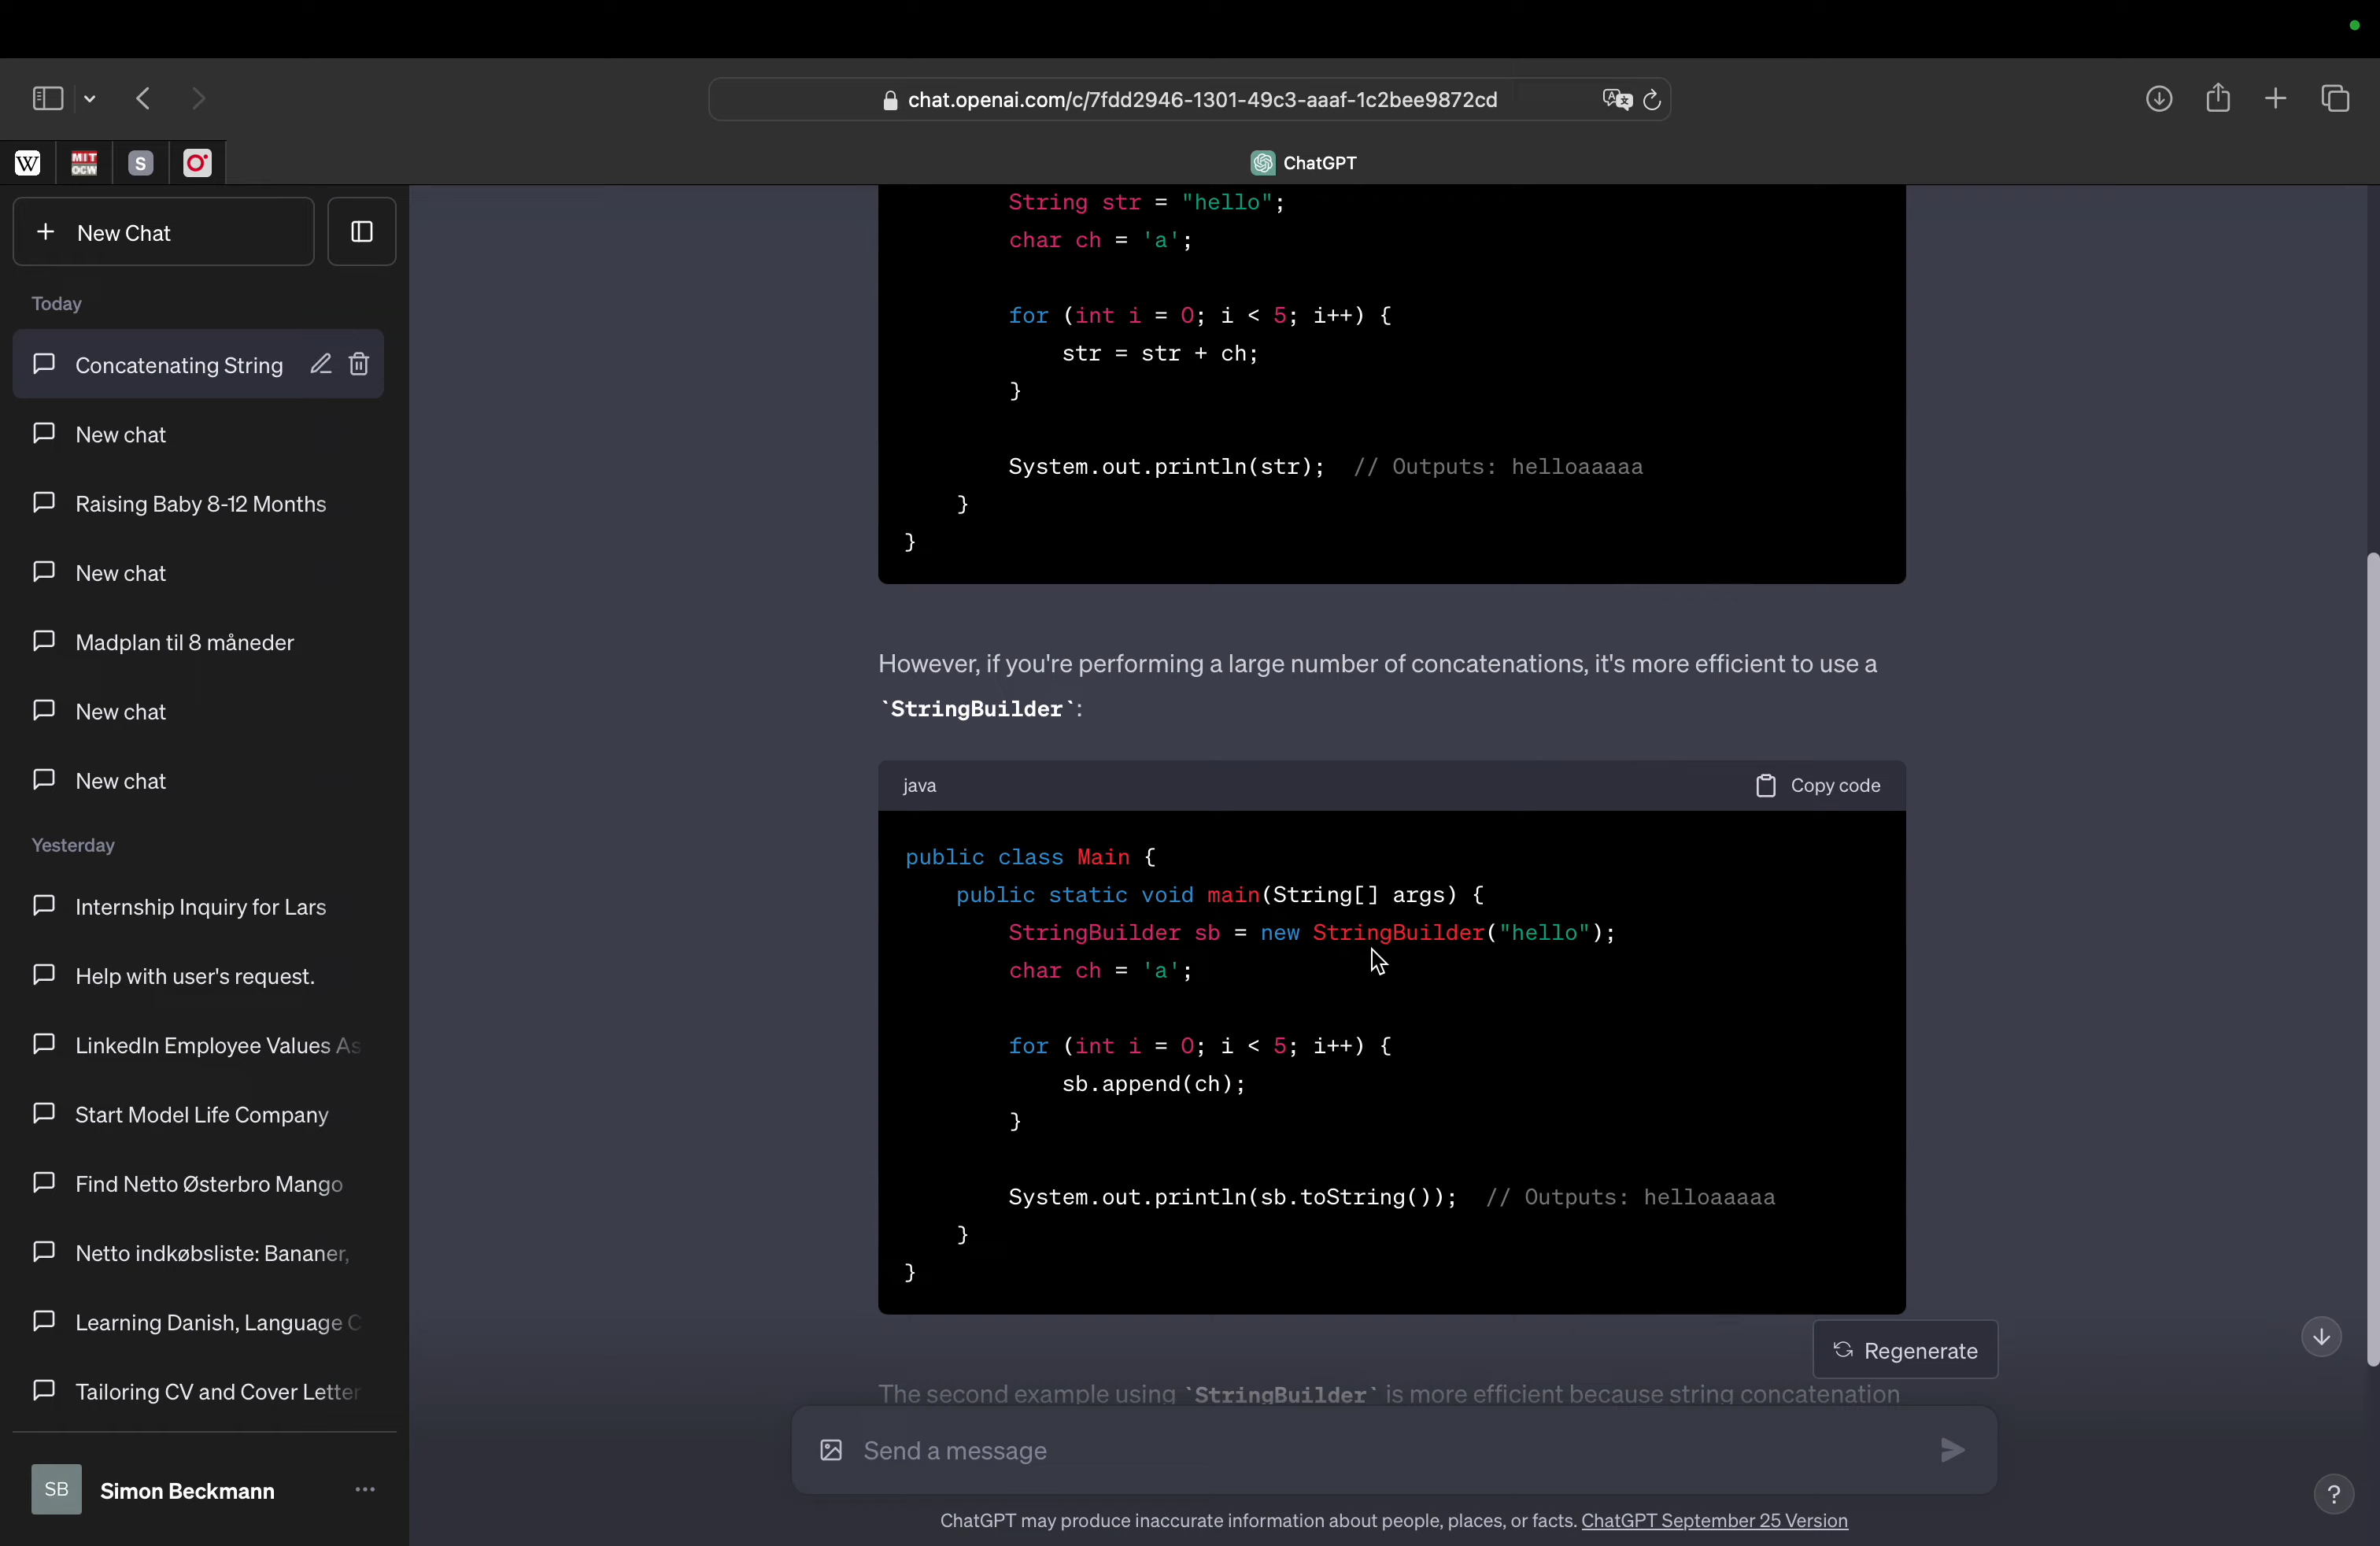 chat.openai.com/c/7fdd2946-1301-49c3-aaaf-1c2bee9872cd
W
MIT
OCW
S
ChatGPT
New Chat
Today
Concatenating String
New chat
Raising Baby 8-12 Months
New chat
Madplan til 8 måneder
New chat
New chat
Yesterday
Internship Inquiry for Lars
Help with user's request.
LinkedIn Employee Values As
Start Model Life Company
Find Netto Østerbro Mango
Netto indkøbsliste: Bananer,
Learning Danish, Language C
Tailoring CV and Cover Letter
SB
Simon Beckmann
String str = "hello";
char ch = 'a';
for (int i = 0; i < 5; i++) {
str = str + ch;
}
System.out.println(str); // Outputs: helloaaaaa
}
}
However, if you're performing a large number of concatenations, it's more efficient to use a
`StringBuilder`:
java
Copy code
public class Main {
public static void main(String[] args) {
StringBuilder sb = new StringBuilder("hello");
char ch = 'a';
for (int i = 0; i < 5; i++) {
sb.append(ch);
}
System.out.println(sb.toString()); // Outputs: helloaaaaa
}
}
Regenerate
The second example using `StringBuilder` is more efficient because string concatenation
Send a message
?
ChatGPT may produce inaccurate information about people, places, or facts. ChatGPT September 25 Version